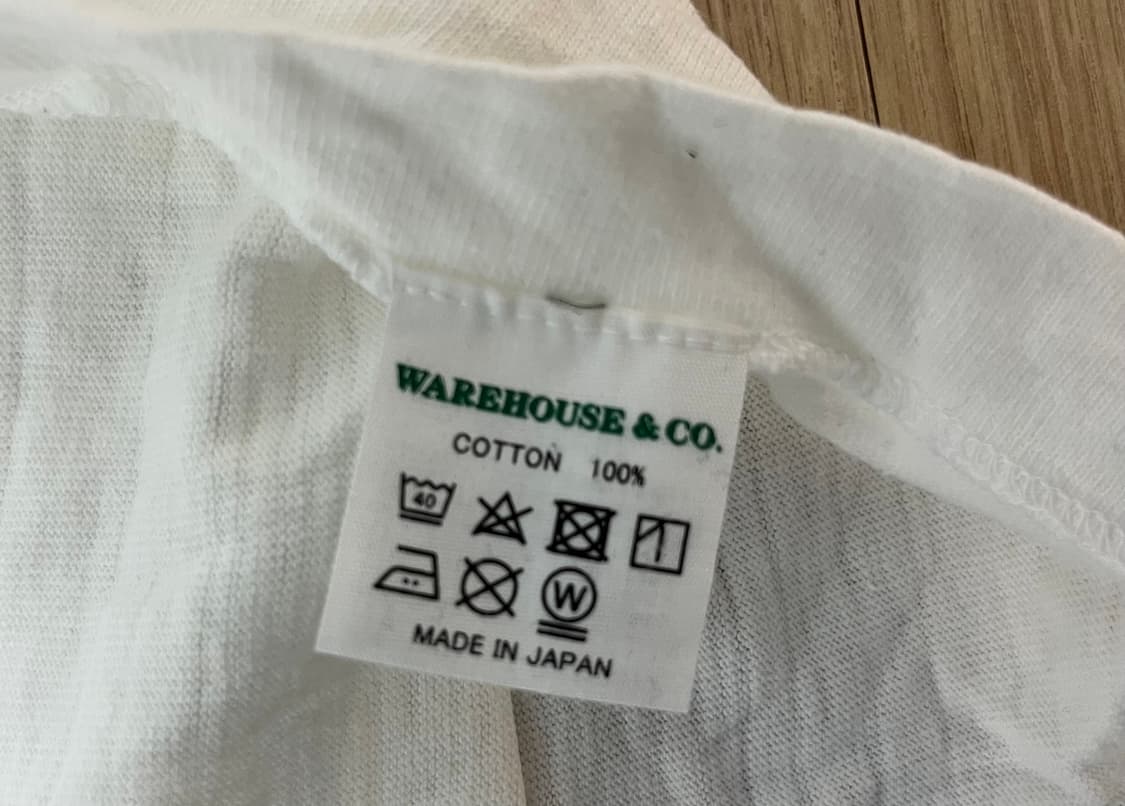 WAREHOUSE & CO.
COTTON 100%
40
W
MADE IN JAPAN